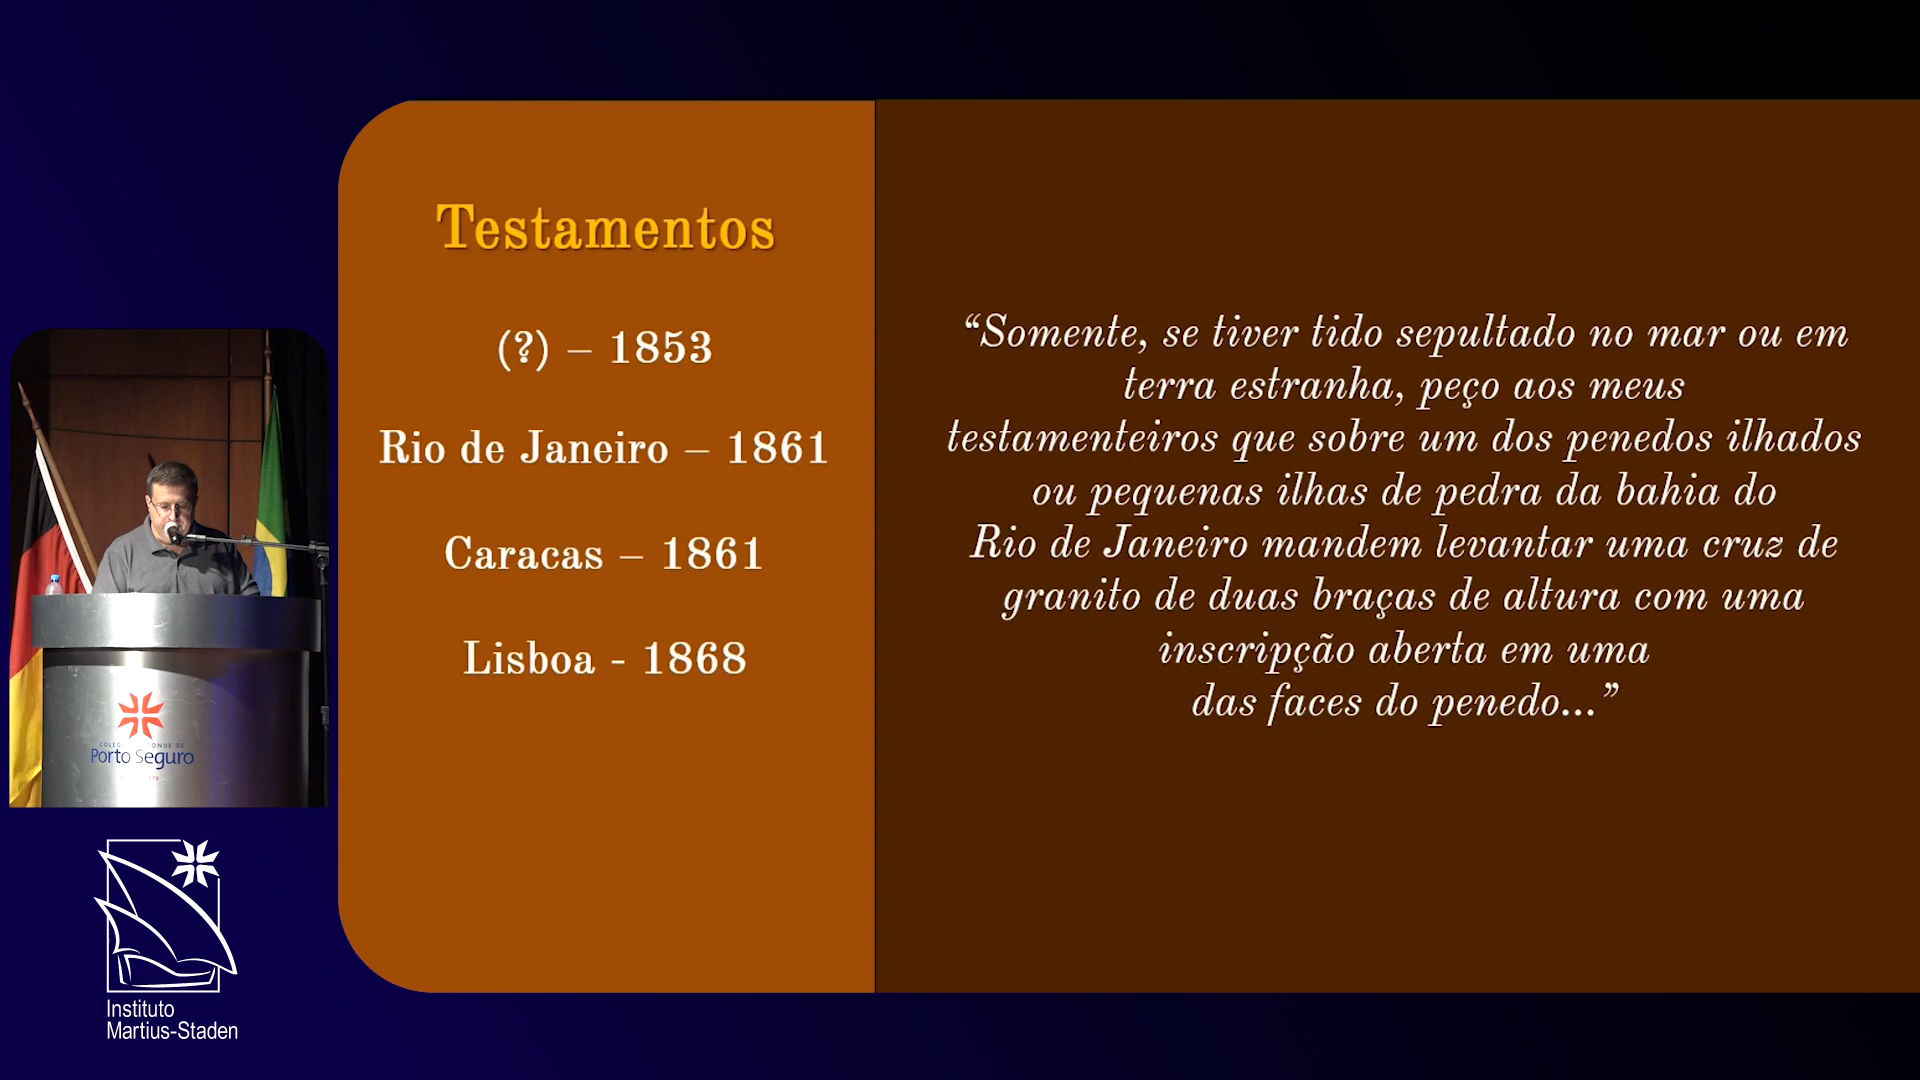 Testamentos
(?) – 1853
Rio de Janeiro – 1861
Caracas – 1861
Lisboa - 1868
“Somente, se tiver tido sepultado no mar ou em
terra estranha, peço aos meus
testamenteiros que sobre um dos penedos ilhados
ou pequenas ilhas de pedra da bahia do
Rio de Janeiro mandem levantar uma cruz de
granito de duas braças de altura com uma
inscripção aberta em uma
das faces do penedo...”
Porto Seguro
Instituto
Martius-Staden